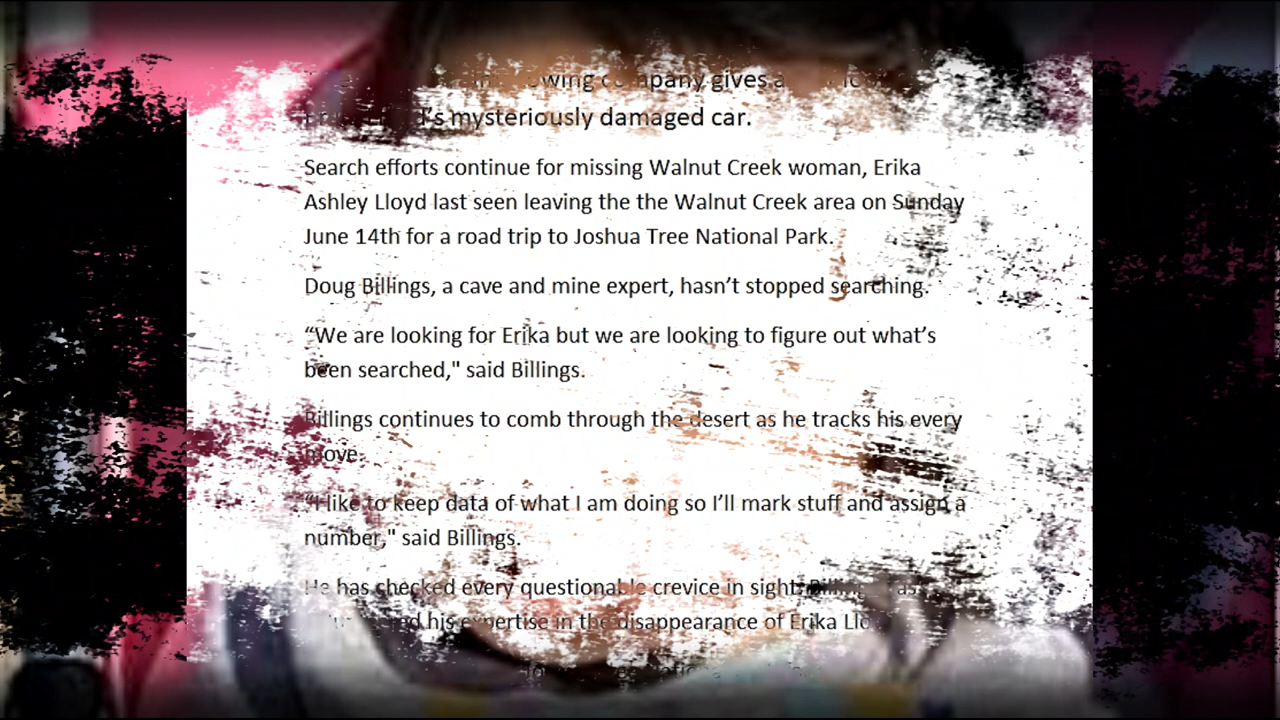 gives
mysteriously damaged car.
Search efforts continue for missing Walnut Creek woman, Erika
Ashley Lloyd last seen leaving the the Walnut Creek area on Sunday
June 14th for a road trip to Joshua Tree National Park.
Doug Billings, a cave and mine expert, hasn’t stopped searching.
“We are looking for Erika but we are looking to figure out what’s
been searched," said Billings.
Billings continues to comb through the desert as he tracks his every
move.
“I like to keep data of what I am doing so I’ll mark stuff and assign a
number," said Billings.
He has checked every questionable crevice in sight. Billings has
his expertise in the disappearance of Erika